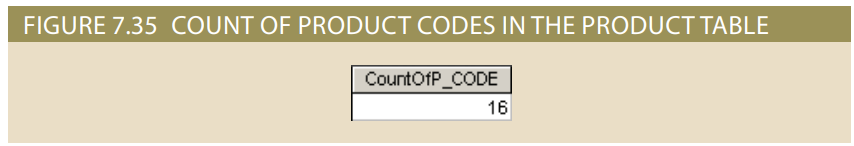 FIGURE 7.35 COUNT OF PRODUCT CODES IN THE PRODUCT TABLE
CountOfP_CODE
16